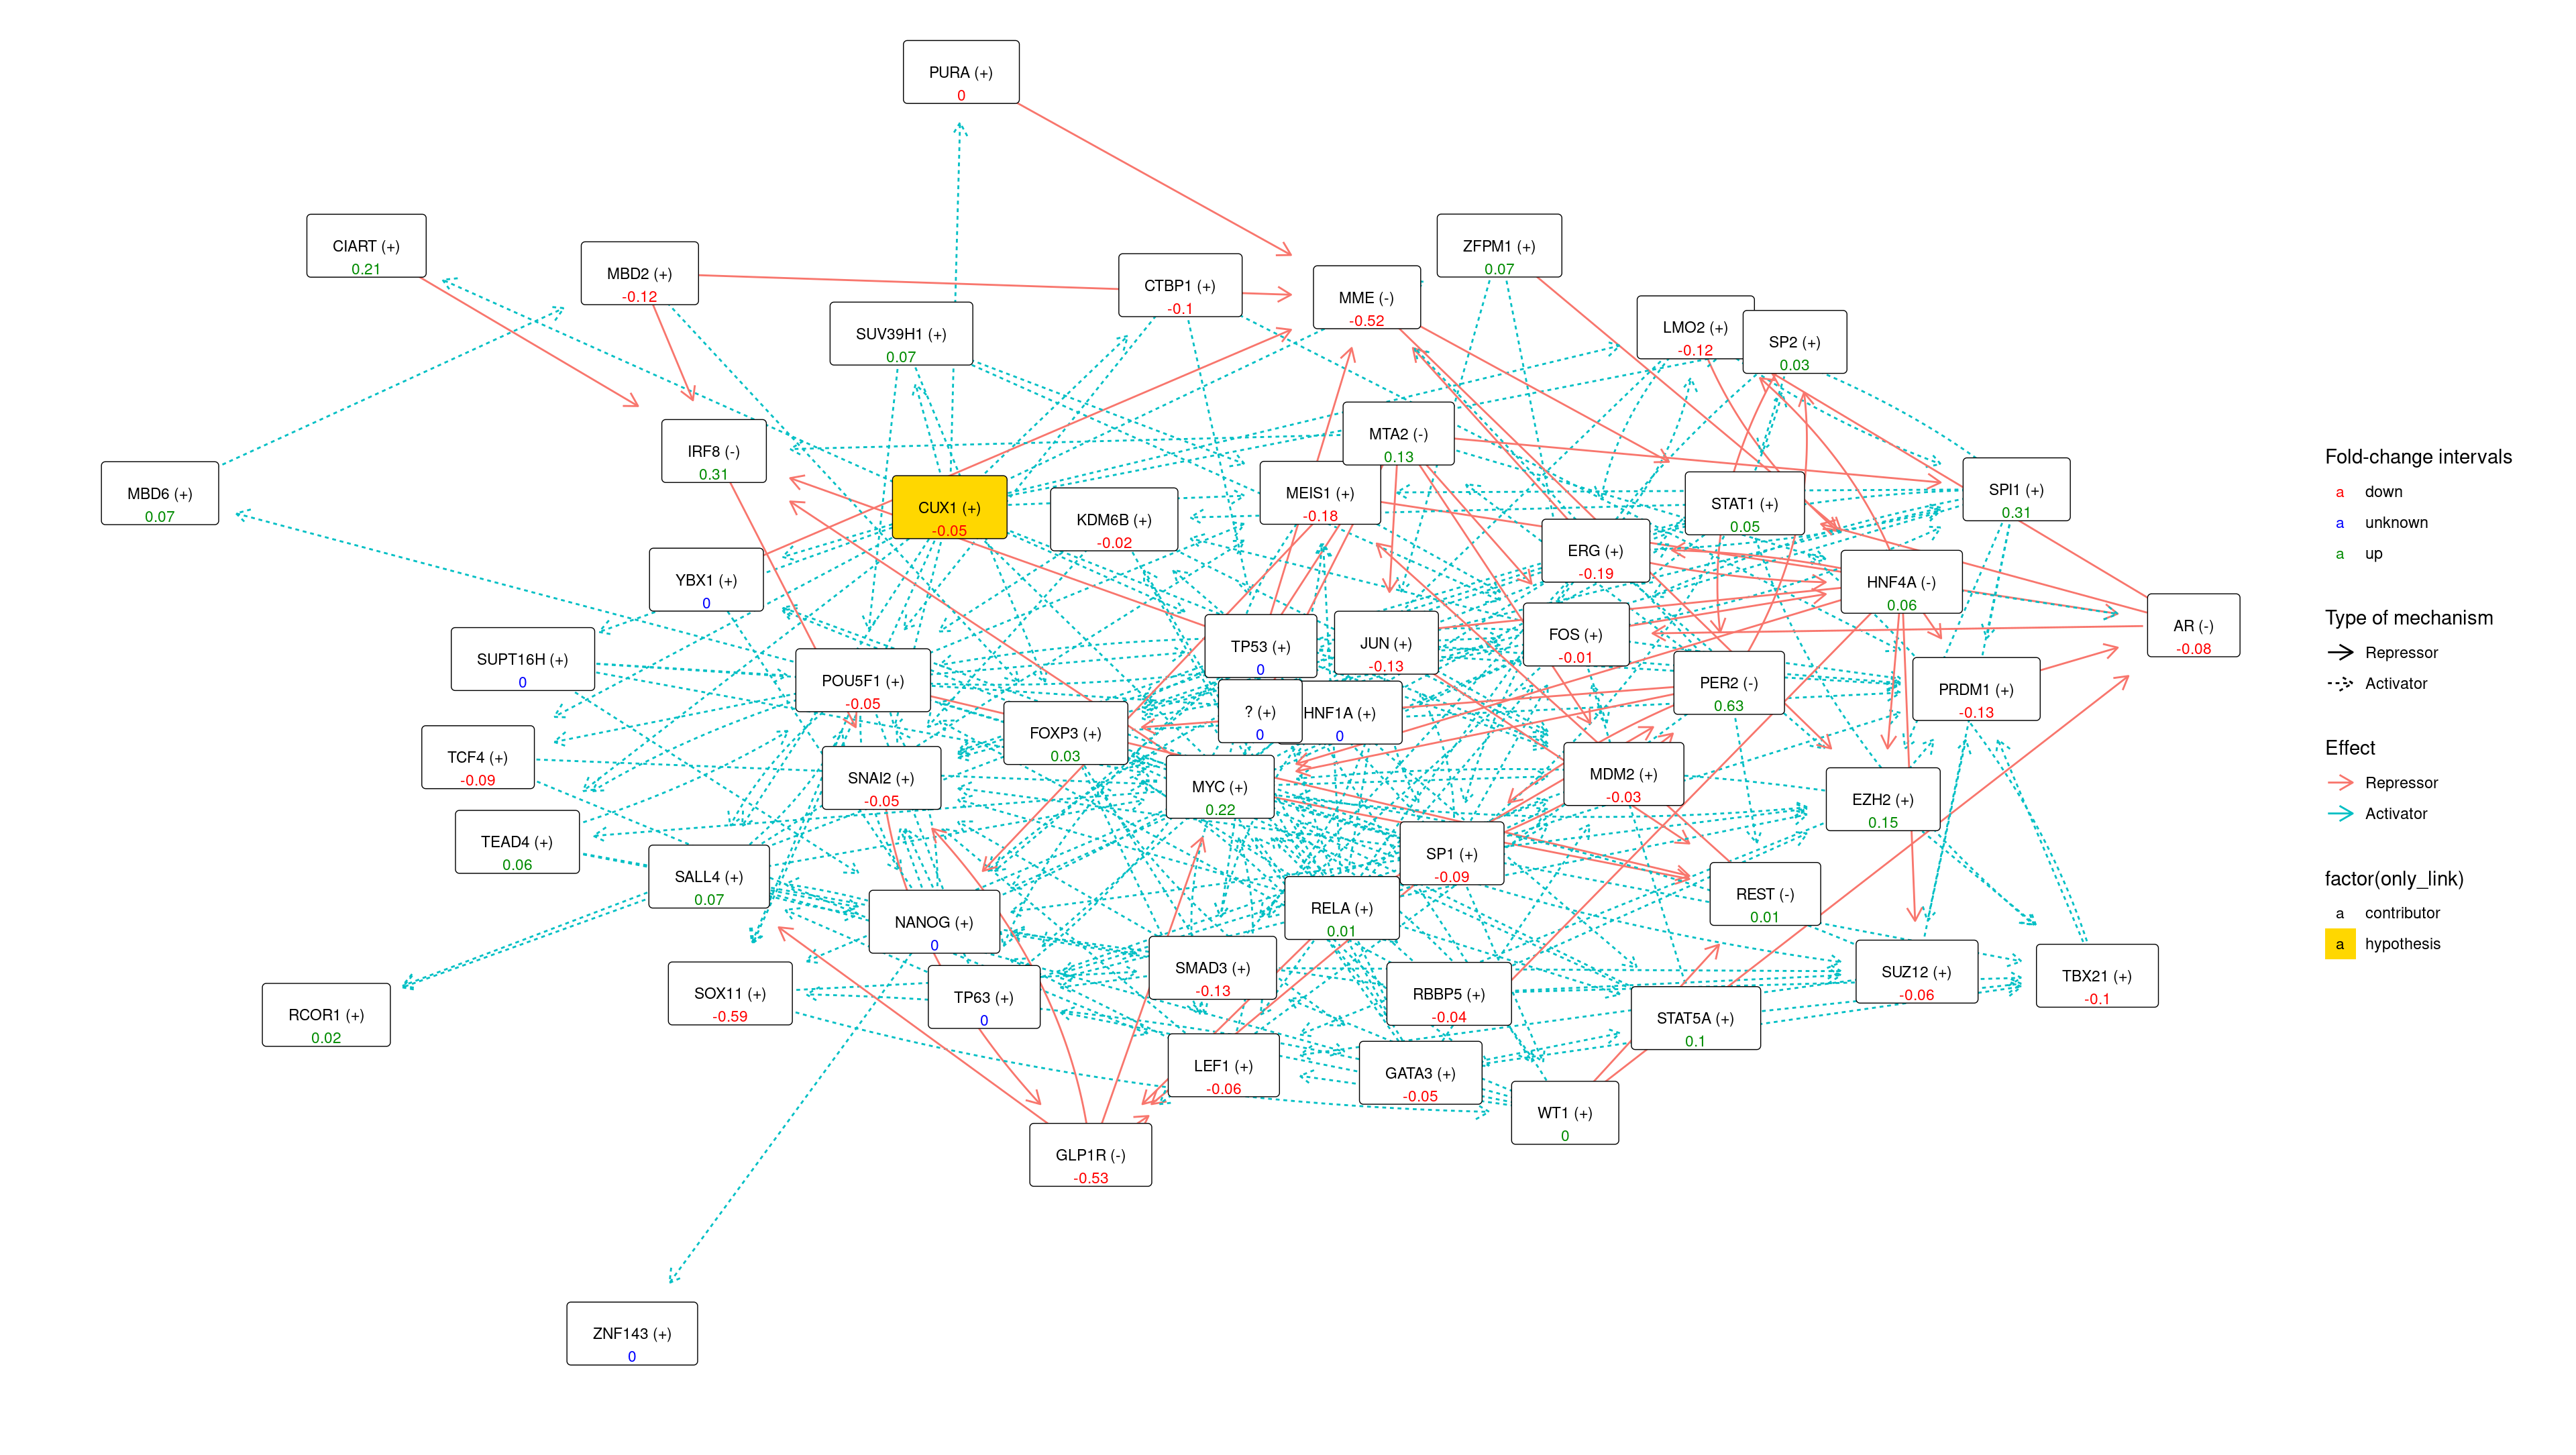 PURA (+)
0
CIART (+)
0.21
MBD2 (+)
-0.12
CTBP1 (+)
-0.1
MME (-)
-0.52
ZFPM1 (+)
0.07
SUV39H1 (+)
0.07
LMO2 (+)
-0.12
SP2 (+)
0.03
IRF8 (-)
0.31
MTA2 (-)
0.13
MBD6 (+)
0.07
CUX1 (+)
-0.05
KDM6B (+)
-0.02
MEIS1 (+)
-0.18
STAT1 (+)
0.05
SPI1 (+)
0.31
ERG (+)
-0.19
YBX1 (+)
0
HNF4A (-)
0.06
AR (-)
-0.08
SUPT16H (+)
0
TP53 (+)
0
JUN (+)
-0.13
FOS (+)
-0.01
POU5F1 (+)
-0.05
PER2 (-)
0.63
PRDM1 (+)
-0.13
FOXP3 (+)
0.03
? (+)
0
HNF1A (+)
0
TCF4 (+)
-0.09
SNAI2 (+)
-0.05
MYC (+)
0.22
MDM2 (+)
-0.03
EZH2 (+)
0.15
TEAD4 (+)
0.06
SP1 (+)
-0.09
SALL4 (+)
0.07
REST (-)
0.01
NANOG (+)
0
RELA (+)
0.01
SMAD3 (+)
-0.13
SUZ12 (+)
-0.06
TBX21 (+)
-0.1
SOX11 (+)
-0.59
TP63 (+)
0
RBBP5 (+)
-0.04
RCOR1 (+)
0.02
STAT5A (+)
0.1
LEF1 (+)
-0.06
GATA3 (+)
-0.05
WT1 (+)
0
GLP1R (-)
-0.53
ZNF143 (+)
0
Fold-change intervals
a down
a unknown
a up
Type of mechanism
Repressor
Activator
Effect
Repressor
Activator
factor(only_link)
a contributor
a hypothesis